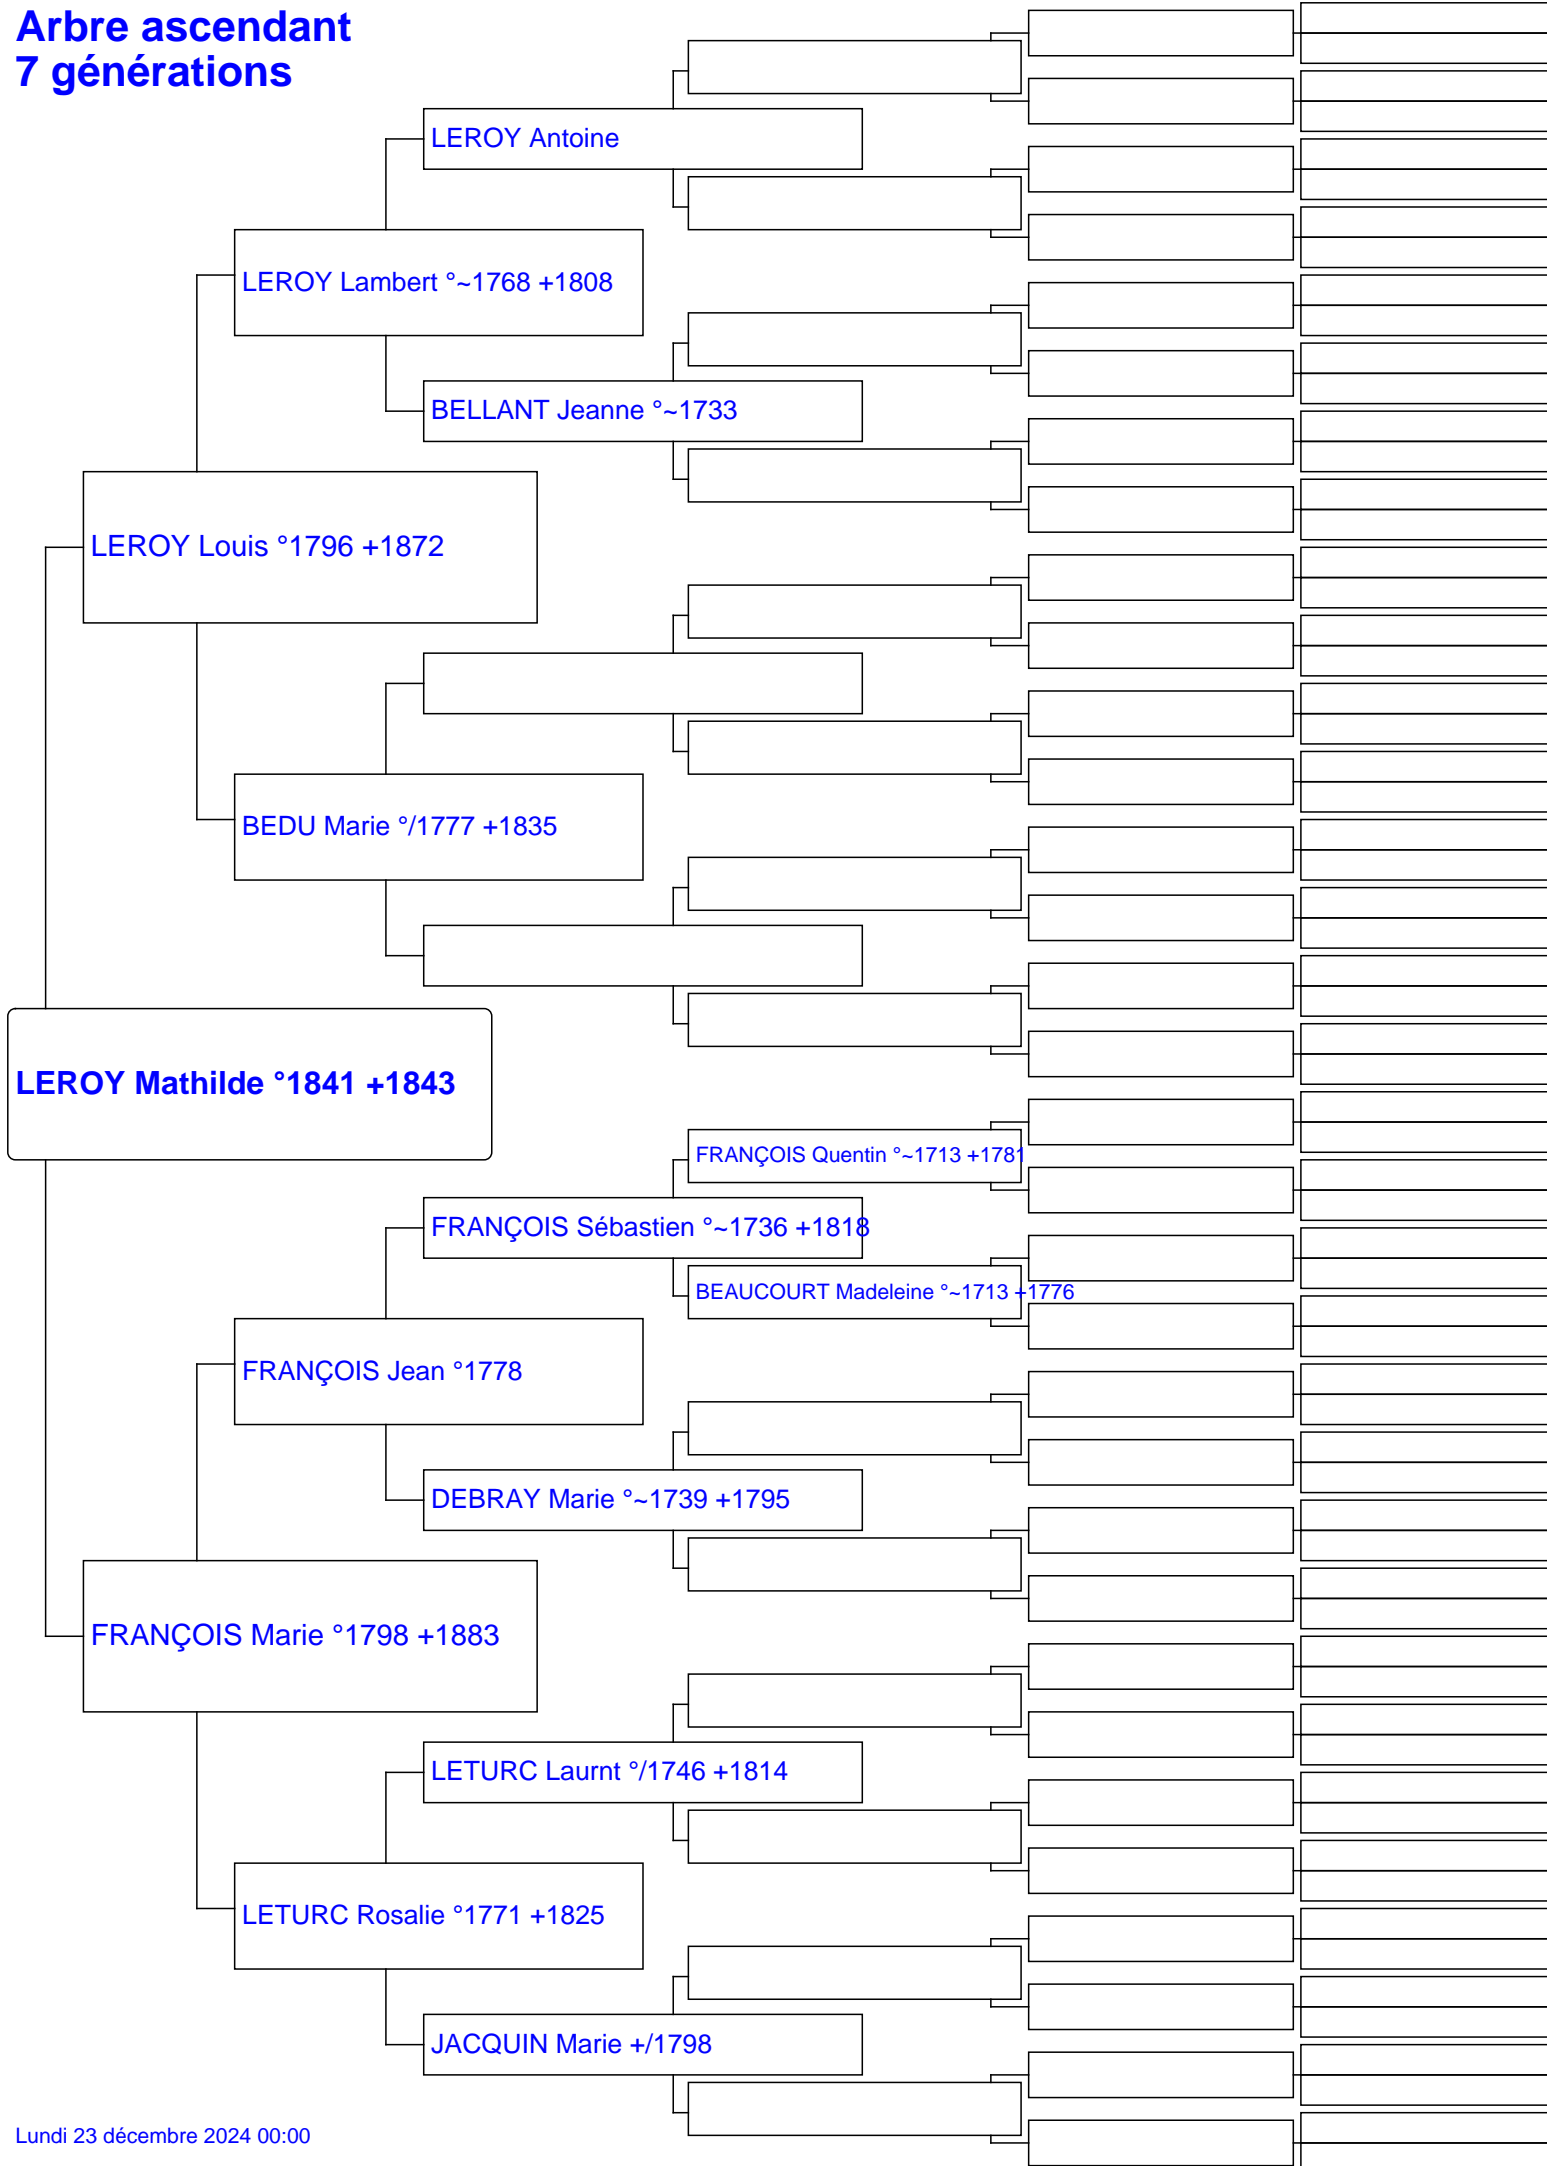 Arbre ascendant
7 générations
LEROY Antoine
LEROY Lambert °~1768 +1808
BELLANT Jeanne °~1733
LEROY Louis °1796 +1872
BEDU Marie °/1777 +1835
LEROY Mathilde °1841 +1843
FRANÇOIS Quentin °~1713 +1781
FRANÇOIS Sébastien °~1736 +1818
BEAUCOURT Madeleine °~1713 +1776
FRANÇOIS Jean °1778
DEBRAY Marie °~1739 +1795
FRANÇOIS Marie °1798 +1883
LETURC Laurnt °/1746 +1814
LETURC Rosalie °1771 +1825
JACQUIN Marie +/1798
Lundi 23 décembre 2024 00:00